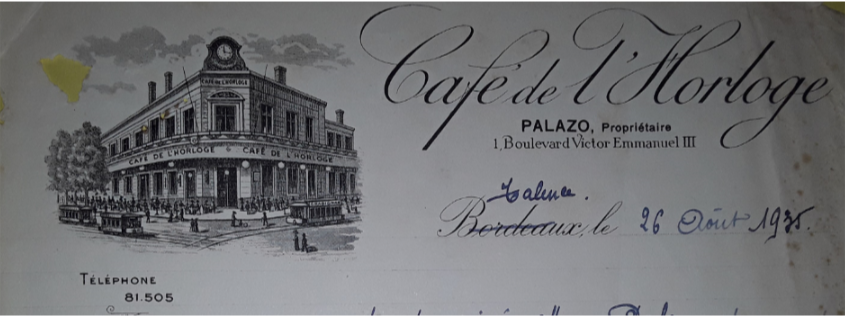 Café de l'Horloge
PALAZO, Propriétaire
1, Boulevard Victor Emmanuel III
CAFÉ DE L'HORLOGE
CAFÉ DE L'HORLOGE CAFÉ DE L'HORLOGE
Talence.
Bordeaux, le 26 Août 1935.
TÉLÉPHONE
81.505